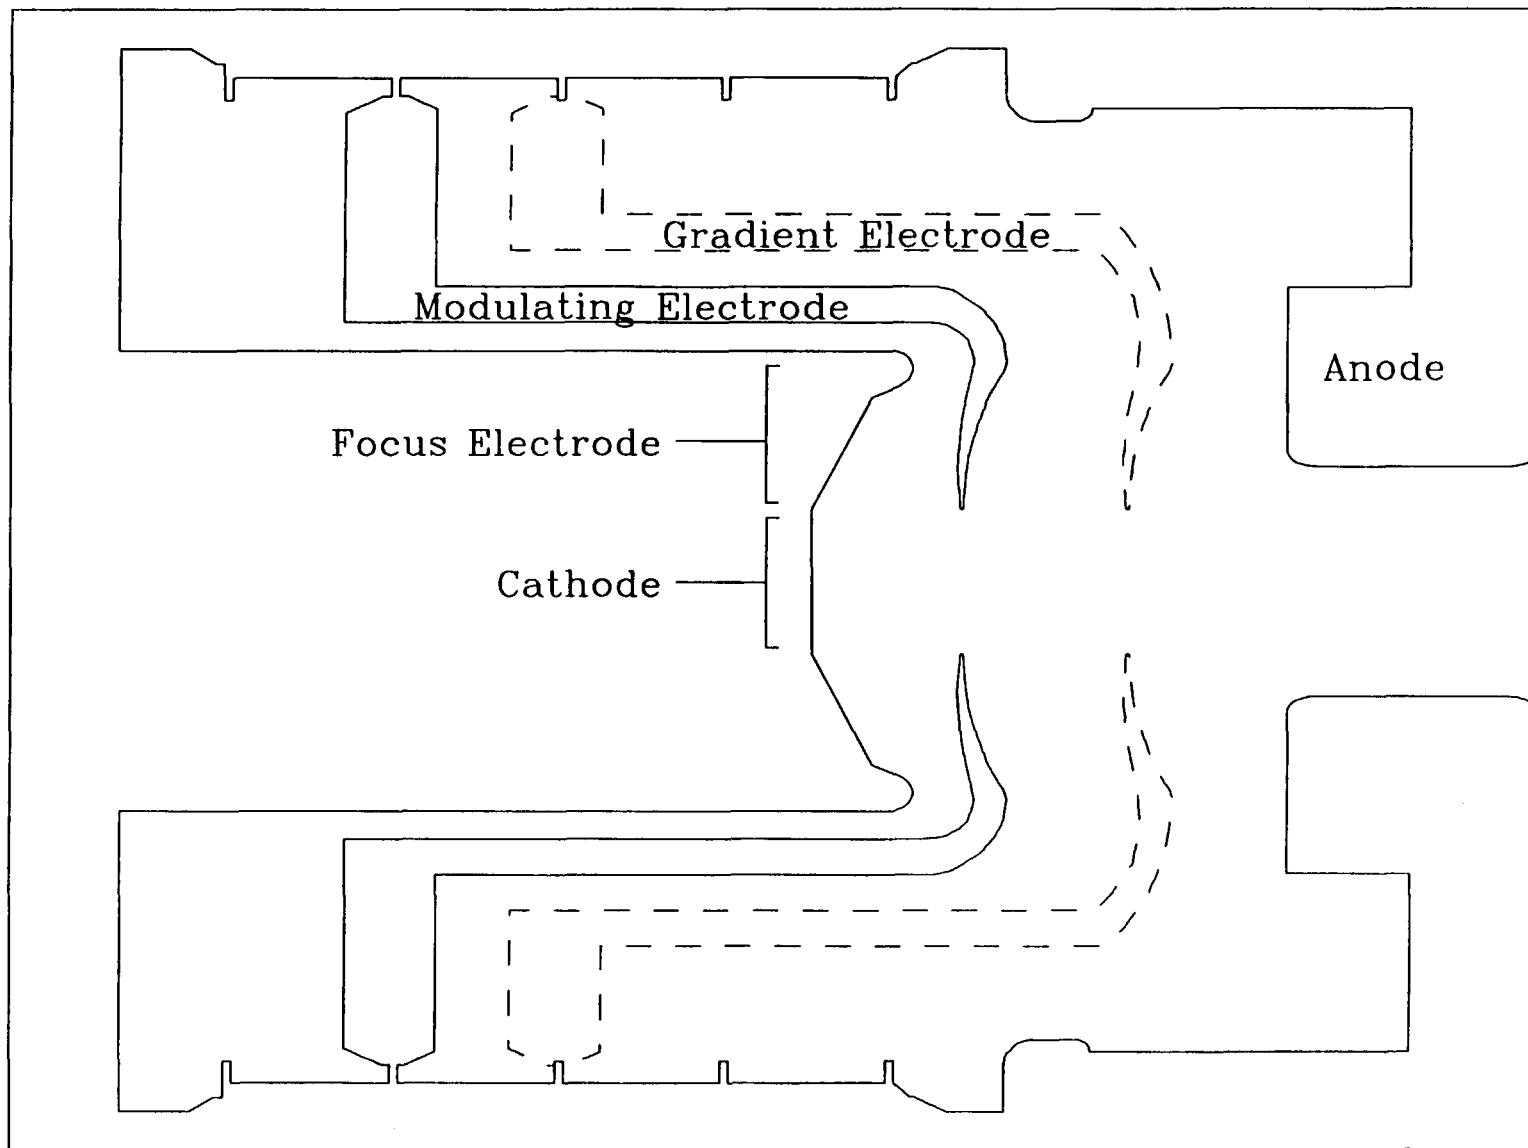 Gradient Electrode
Modulating Electrode
Anode
Focus Electrode
Cathode